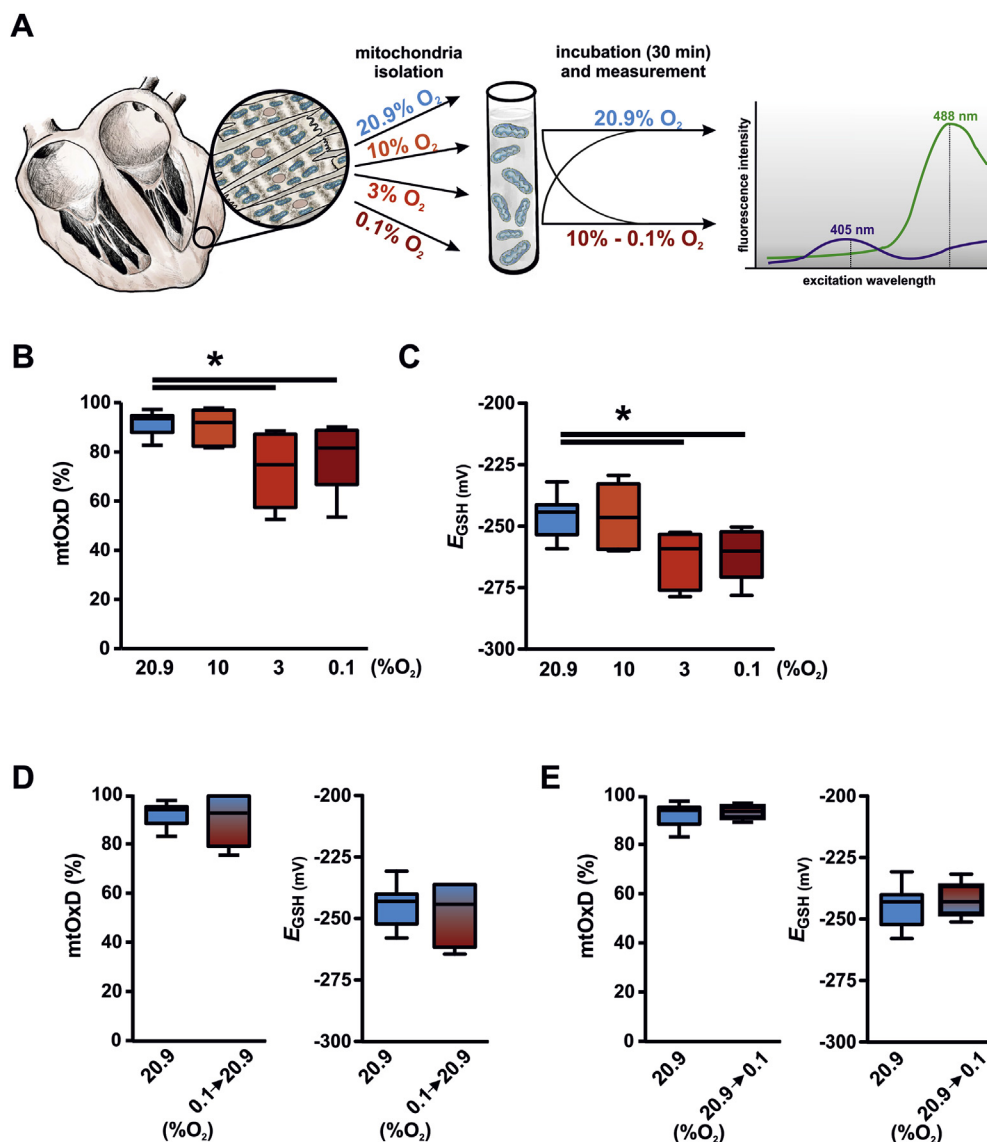 A
mitochondria
isolation
incubation (30 min)
and measurement
20.9% O₂
10% O₂
3% O₂
0.1% O₂
20.9% O₂
10% - 0.1% O₂
fluorescence intensity
488 nm
405 nm
excitation wavelength
B
*
mtOxD (%)
100
80
60
40
20
0
20.9 10 3 0.1 (%O₂)
C
*
E_GSH (mV)
-200
-225
-250
-275
-300
20.9 10 3 0.1 (%O₂)
D
mtOxD (%)
100
80
60
40
20
0
20.9 0.1→20.9
(%O₂)
E_GSH (mV)
-200
-225
-250
-275
-300
20.9 0.1→20.9
(%O₂)
E
mtOxD (%)
100
80
60
40
20
0
20.9 20.9→0.1
(%O₂)
E_GSH (mV)
-200
-225
-250
-275
-300
20.9 20.9→0.1
(%O₂)